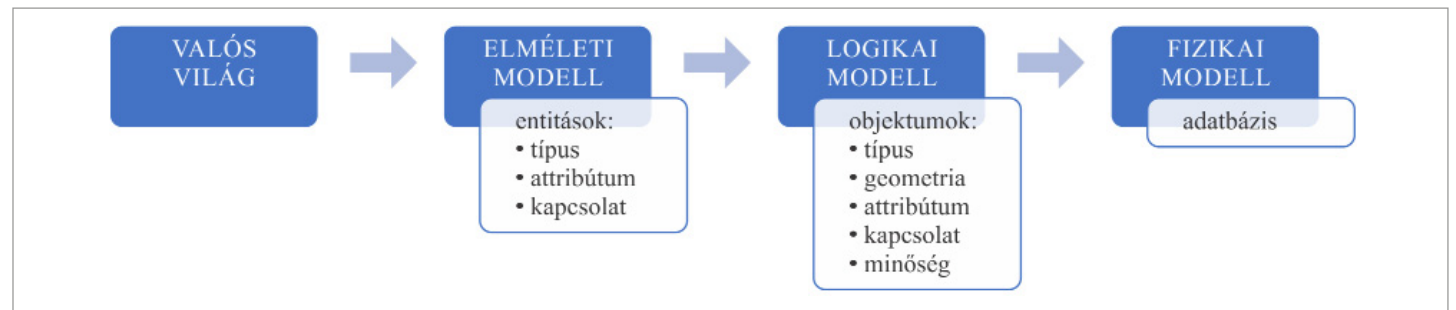 VALÓS
VILÁG
ELMÉLETI
MODELL
entitások:
• típus
• attribútum
• kapcsolat
LOGIKAI
MODELL
objektumok:
• típus
• geometria
• attribútum
• kapcsolat
• minőség
FIZIKAI
MODELL
adatbázis